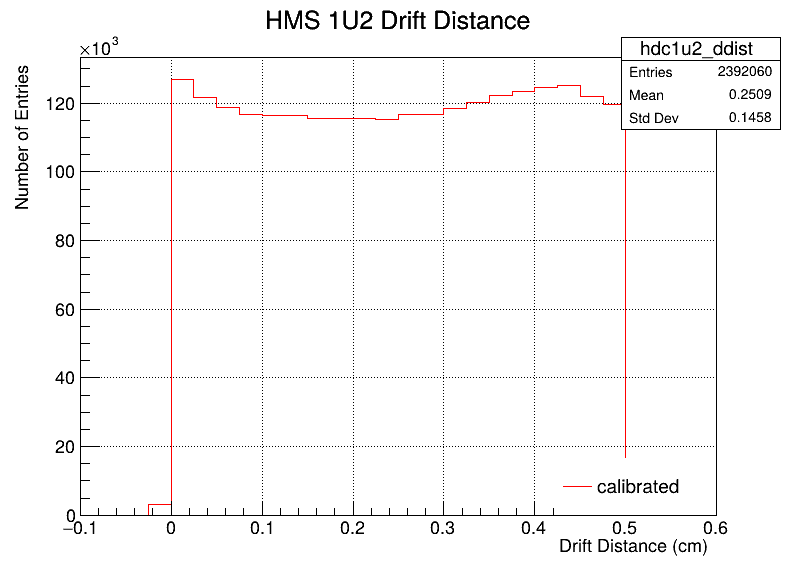 HMS 1U2 Drift Distance
×10³
hdc1u2_ddist
Entries 2392060
Mean 0.2509
Std Dev 0.1458
Number of Entries
120
100
80
60
40
20
0
calibrated
−0.1 0 0.1 0.2 0.3 0.4 0.5 0.6
Drift Distance (cm)